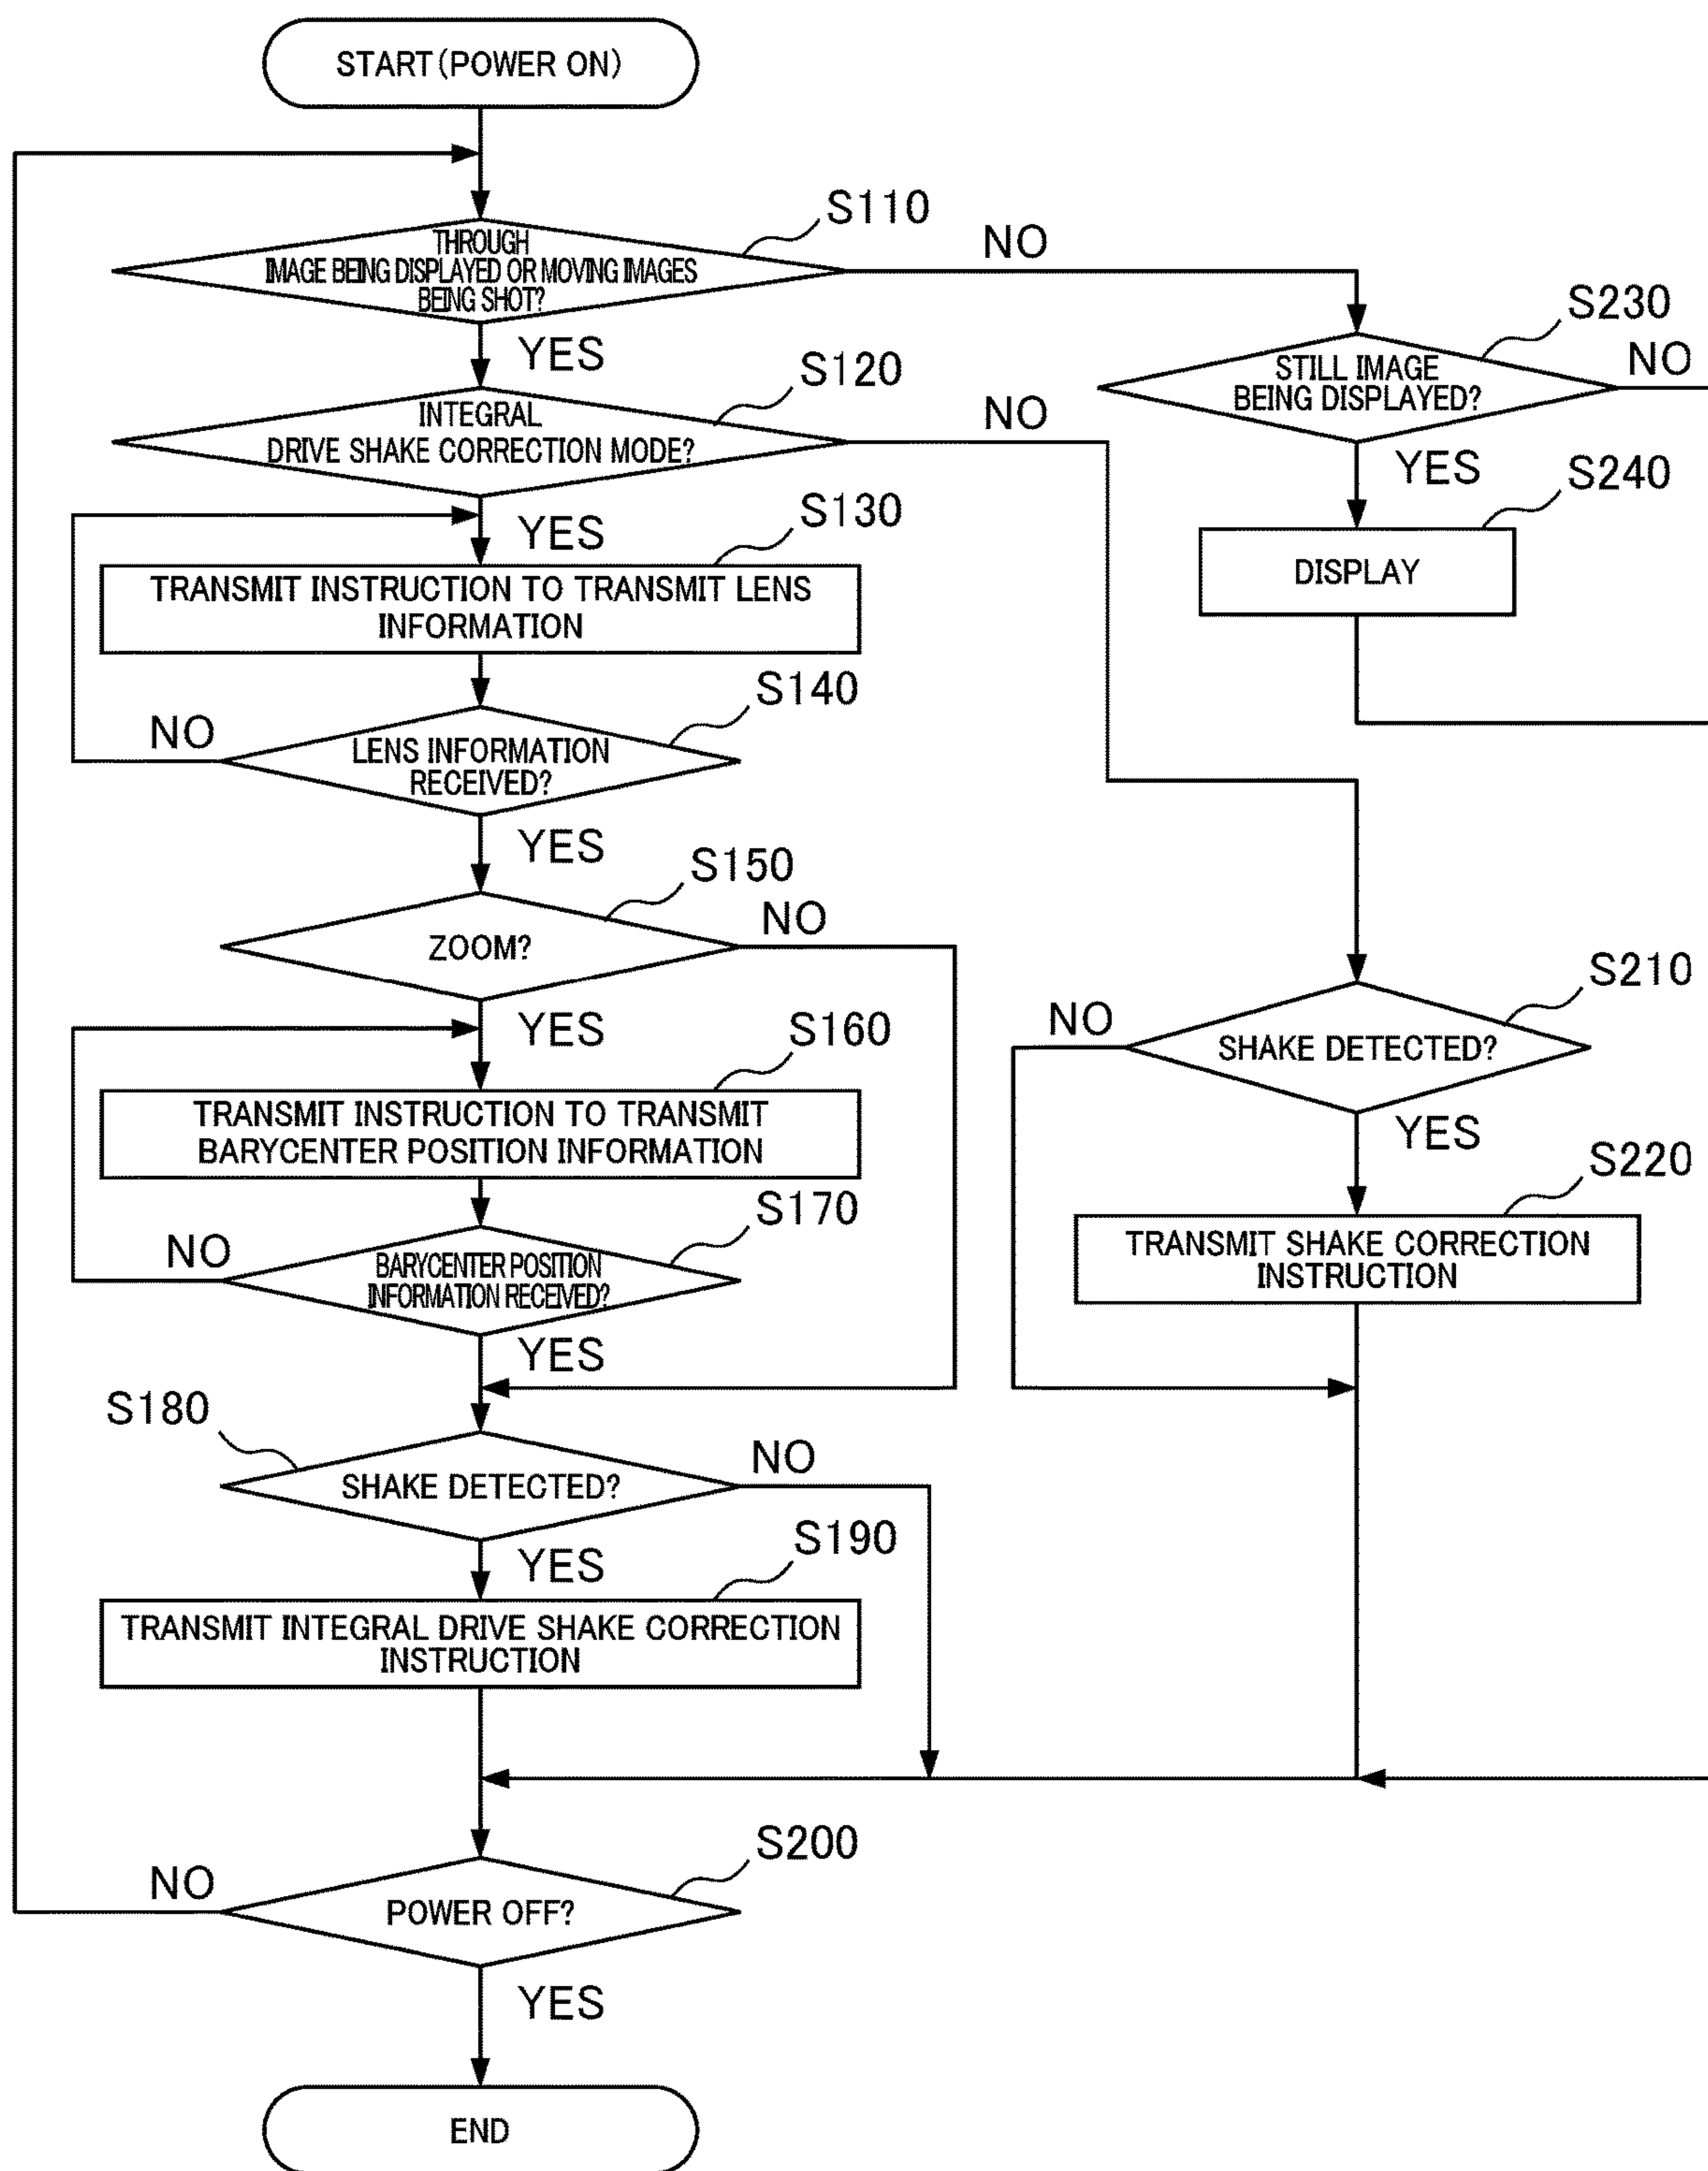 START(POWER ON)
S110
THROUGH
IMAGE BEING DISPLAYED OR MOVING IMAGES
BEING SHOT?
NO
YES
S230
STILL IMAGE
BEING DISPLAYED?
NO
YES
S120
INTEGRAL
DRIVE SHAKE CORRECTION MODE?
NO
YES
S240
DISPLAY
S130
TRANSMIT INSTRUCTION TO TRANSMIT LENS
INFORMATION
S140
LENS INFORMATION
RECEIVED?
NO
YES
S150
ZOOM?
NO
YES
S160
TRANSMIT INSTRUCTION TO TRANSMIT
BARYCENTER POSITION INFORMATION
S170
BARYCENTER POSITION
INFORMATION RECEIVED?
NO
YES
S210
SHAKE DETECTED?
NO
YES
S220
TRANSMIT SHAKE CORRECTION
INSTRUCTION
S180
SHAKE DETECTED?
NO
YES
S190
TRANSMIT INTEGRAL DRIVE SHAKE CORRECTION
INSTRUCTION
S200
POWER OFF?
NO
YES
END